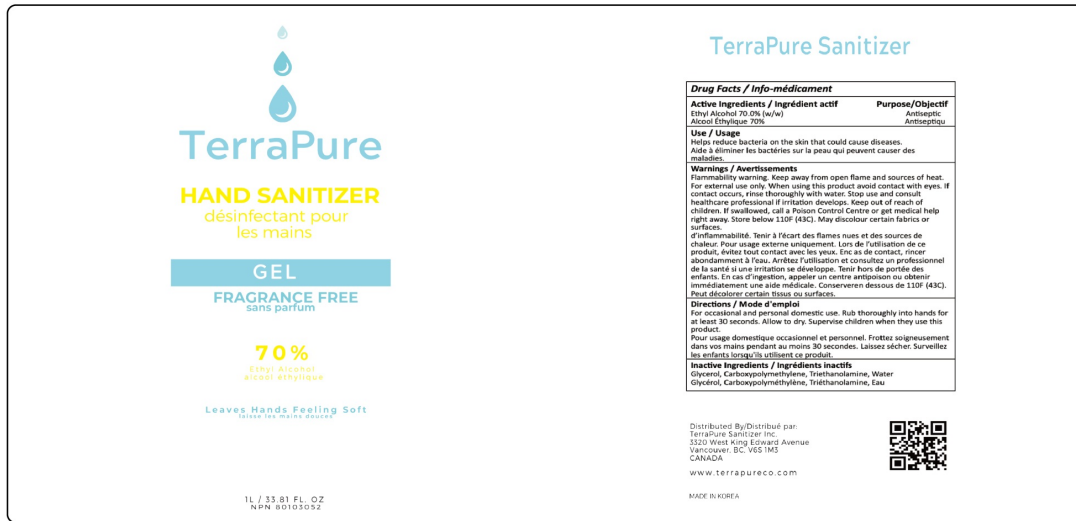 TerraPure
HAND SANITIZER
désinfectant pour
les mains
GEL
FRAGRANCE FREE
sans parfum
70%
Ethyl Alcohol
alcool éthylique
Leaves Hands Feeling Soft
laisse les mains douces
1L / 33.81 FL. OZ
NPN 80103052
TerraPure Sanitizer
Drug Facts / Info-médicament
Active Ingredients / Ingrédient actif Purpose/Objectif
Ethyl Alcohol 70.0% (w/w) Antiseptic
Alcool Éthylique 70% Antiseptiqu
Use / Usage
Helps reduce bacteria on the skin that could cause diseases.
Aide à éliminer les bactéries sur la peau qui peuvent causer des
maladies.
Warnings / Avertissements
Flammability warning. Keep away from open flame and sources of heat.
For external use only. When using this product avoid contact with eyes. If
contact occurs, rinse thoroughly with water. Stop use and consult
healthcare professional if irritation develops. Keep out of reach of
children. If swallowed, call a Poison Control Centre or get medical help
right away. Store below 110F (43C). May discolour certain fabrics or
surfaces.
d'inflammabilité. Tenir à l'écart des flames nues et des sources de
chaleur. Pour usage externe uniquement. Lors de l'utilisation de ce
produit, évitez tout contact avec les yeux. Enc as de contact, rincer
abondamment à l'eau. Arrêtez l'utilisation et consultez un professionnel
de la santé si une irritation se développe. Tenir hors de portée des
enfants. En cas d'ingestion, appeler un centre antipoison ou obtenir
immédiatement une aide médicale. Conserveren dessous de 110F (43C).
Peut décolorer certain tissus ou surfaces.
Directions / Mode d'emploi
For occasional and personal domestic use. Rub thoroughly into hands for
at least 30 seconds. Allow to dry. Supervise children when they use this
product.
Pour usage domestique occasionnel et personnel. Frottez soigneusement
dans vos mains pendant au moins 30 secondes. Laissez sécher. Surveillez
les enfants lorsqu'ils utilisent ce produit.
Inactive Ingredients / Ingrédients inactifs
Glycerol, Carboxypolymethylene, Triethanolamine, Water
Glycérol, Carboxypolyméthylène, Triéthanolamine, Eau
Distributed By/Distribué par:
TerraPure Sanitizer Inc.
3320 West King Edward Avenue
Vancouver, BC, V6S 1M3
CANADA
www.terrapureco.com
MADE IN KOREA